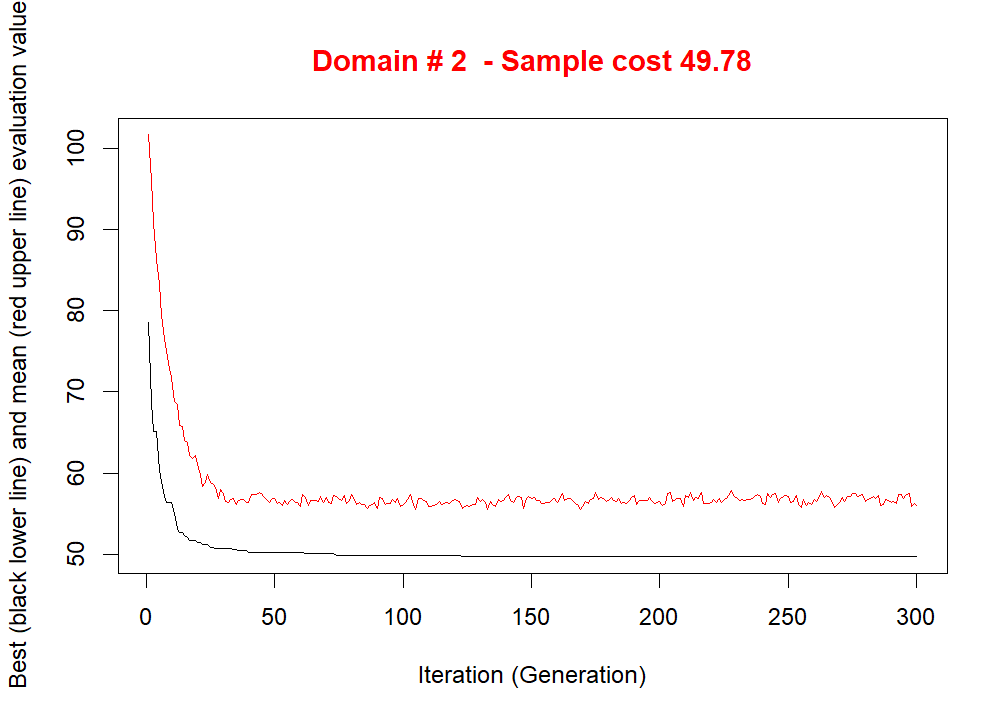 Domain # 2  - Sample cost 49.78
Best (black lower line) and mean (red upper line) evaluation value
100
90
80
70
60
50
0 50 100 150 200 250 300
Iteration (Generation)